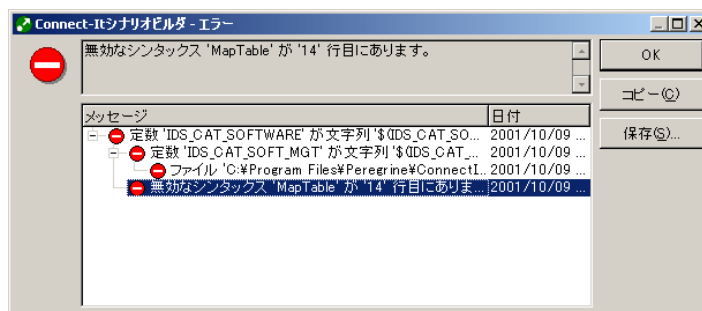 Connect-Itシナリオビルダ - エラー
無効なシンタックス 'MapTable' が '14' 行目にあります。
OK
コピー(C)
保存(S)...
メッセージ 日付
定数 'IDS_CAT_SOFTWARE' が文字列 '$(IDS_CAT_SO... 2001/10/09 ...
定数 'IDS_CAT_SOFT_MGT' が文字列 '$(IDS_CAT_... 2001/10/09 ...
ファイル 'C:¥Program Files¥Peregrine¥ConnectI... 2001/10/09 ...
無効なシンタックス 'MapTable' が '14' 行目にありま... 2001/10/09 ...